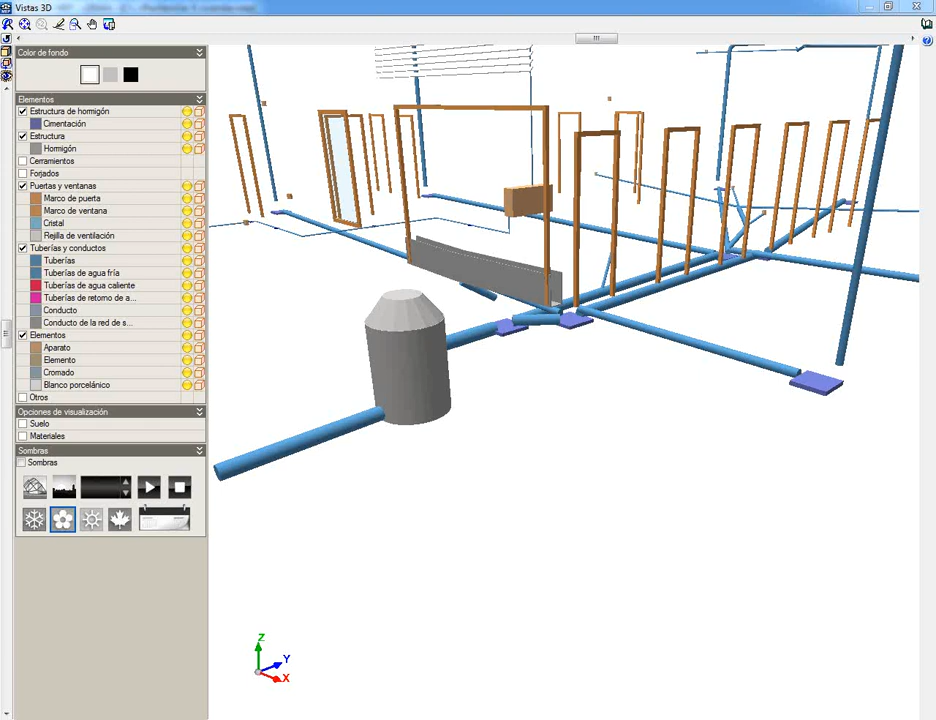 Vistas 3D
Color de fondo
Elementos
Estructura de hormigón
Cimentación
Estructura
Hormigón
Cerramientos
Forjados
Puertas y ventanas
Marco de puerta
Marco de ventana
Cristal
Rejilla de ventilación
Tuberías y conductos
Tuberías
Tuberías de agua fría
Tuberías de agua caliente
Tuberías de retorno de a...
Conducto
Conducto de la red de s...
Elementos
Aparato
Elemento
Cromado
Blanco porcelánico
Otros
Opciones de visualización
Suelo
Materiales
Sombras
Sombras
Z
Y
X